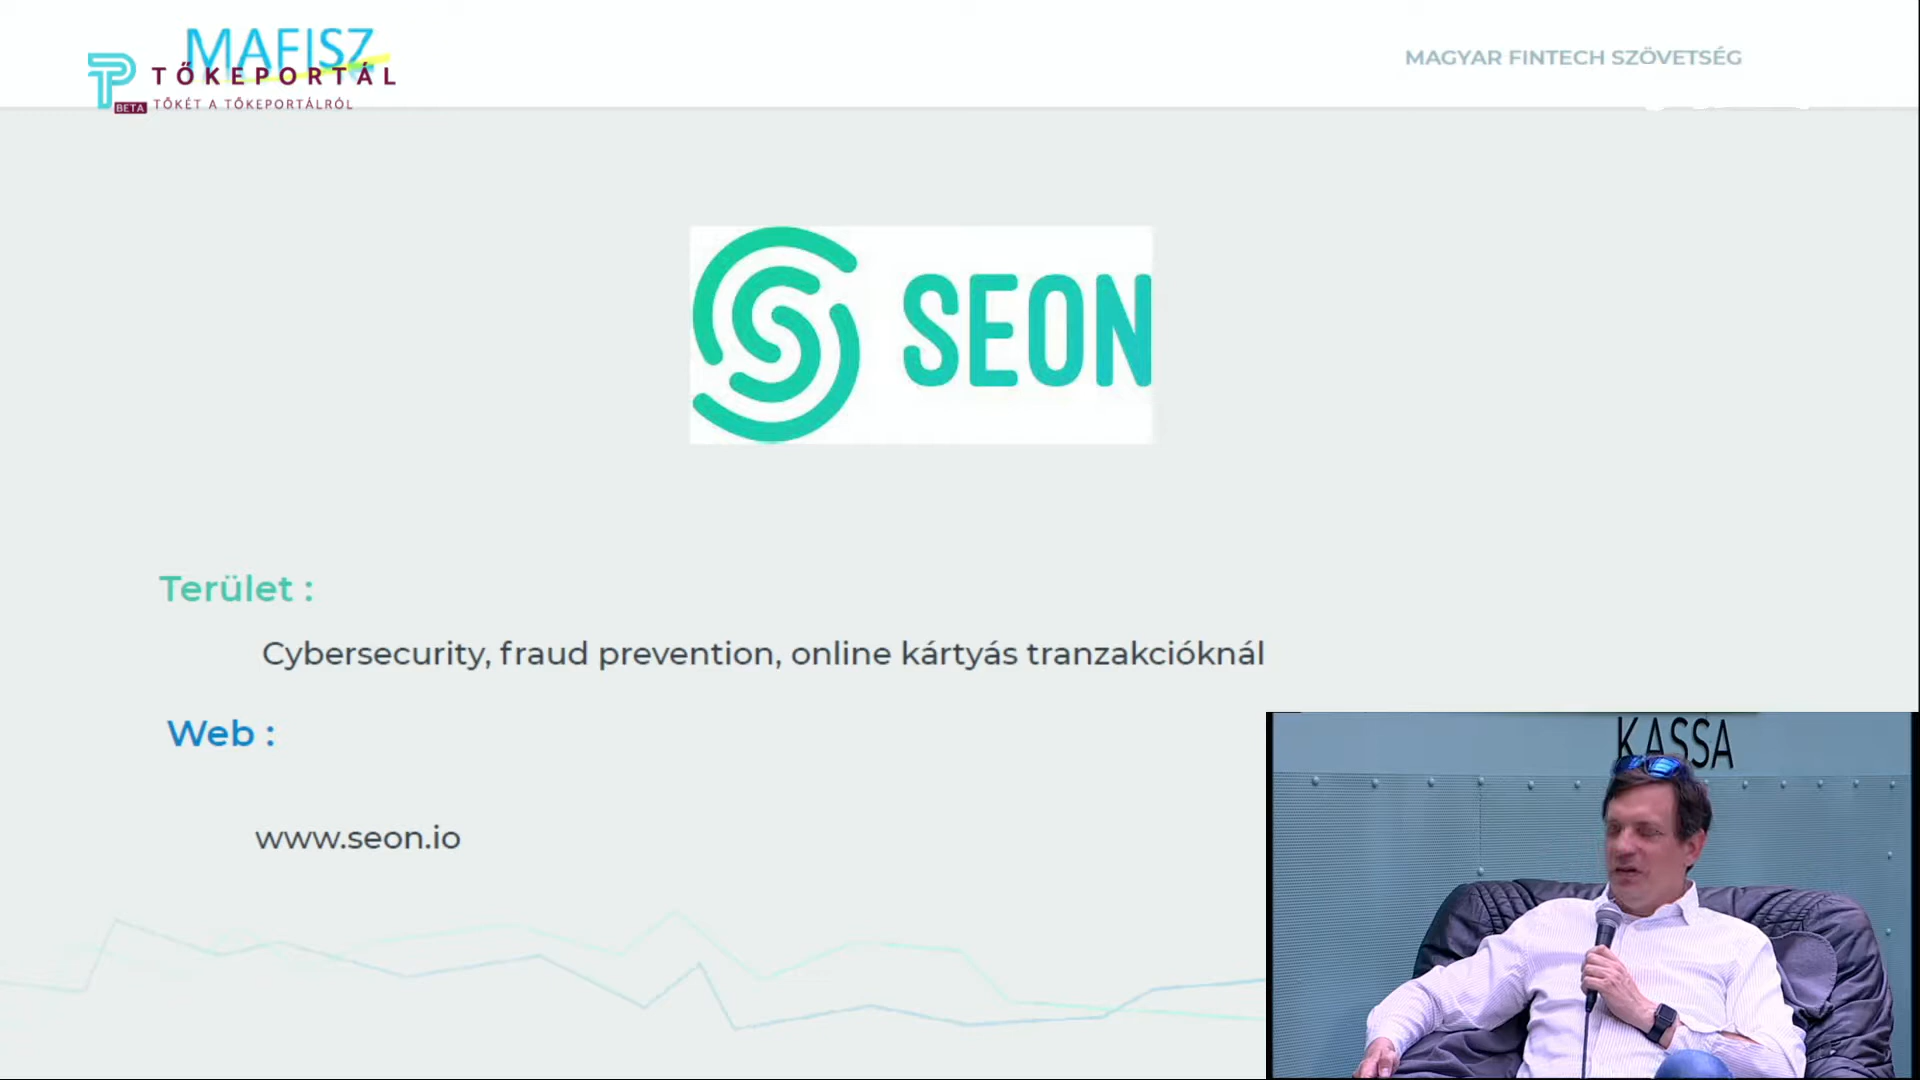 MAFISZ
TŐKEPORTÁL
BETA
TŐKÉT A TŐKEPORTÁLRÓL
MAGYAR FINTECH SZÖVETSÉG
SEON
Terület :
Cybersecurity, fraud prevention, online kártyás tranzakcióknál
Web :
www.seon.io
KASSA